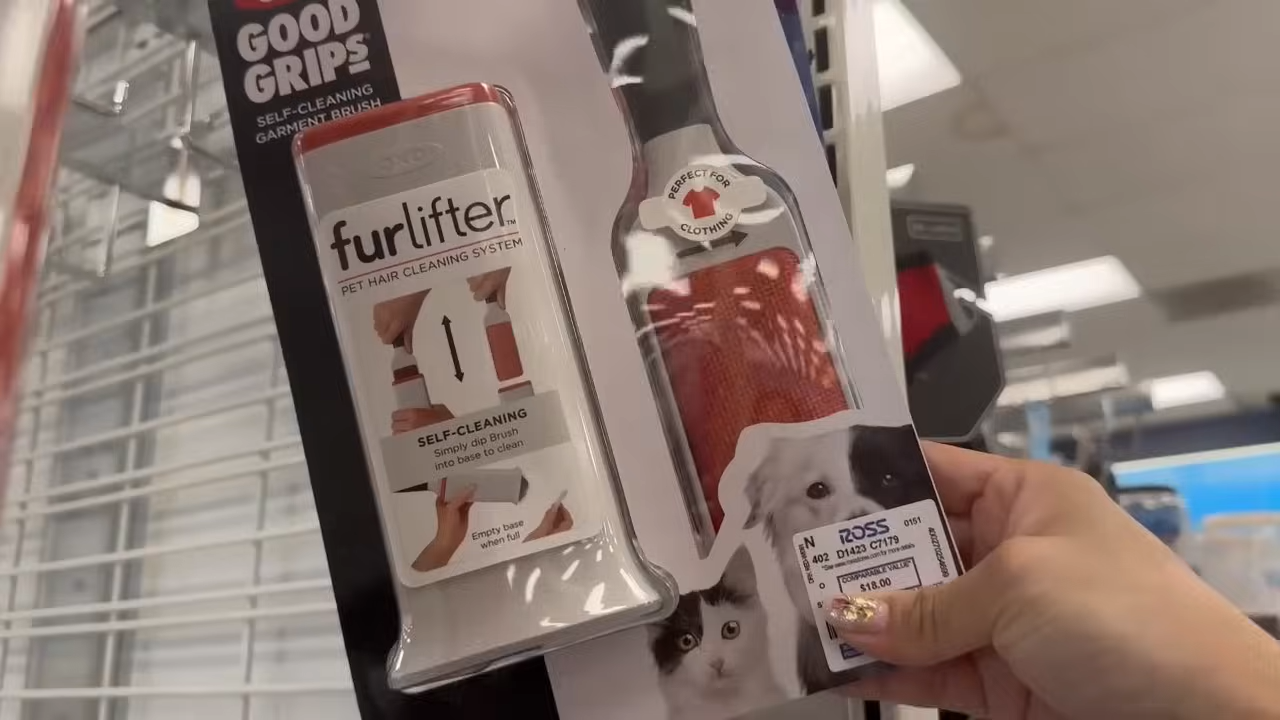 GOOD
GRIPS
SELF-CLEANING
GARMENT BRUSH
OXO
furlifter™
PET HAIR CLEANING SYSTEM
SELF-CLEANING
Simply dip Brush
into base to clean
Empty base
when full
PERFECT FOR
CLOTHING
N ROSS 0151
402 D1423 C7179
COMPARABLE VALUE*
$18.00